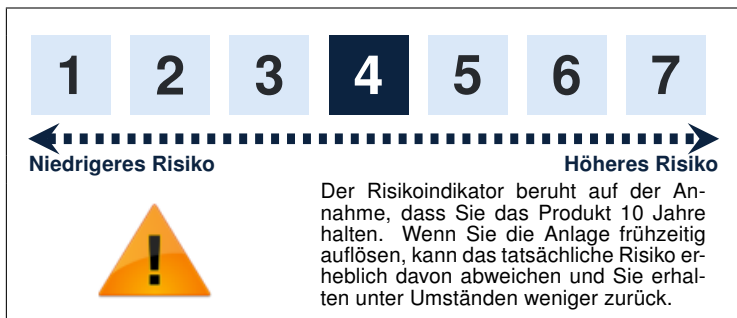 1 2 3 4 5 6 7
Niedrigeres Risiko Höheres Risiko
!
Der Risikoindikator beruht auf der An-
nahme, dass Sie das Produkt 10 Jahre
halten. Wenn Sie die Anlage frühzeitig
auflösen, kann das tatsächliche Risiko er-
heblich davon abweichen und Sie erhal-
ten unter Umständen weniger zurück.